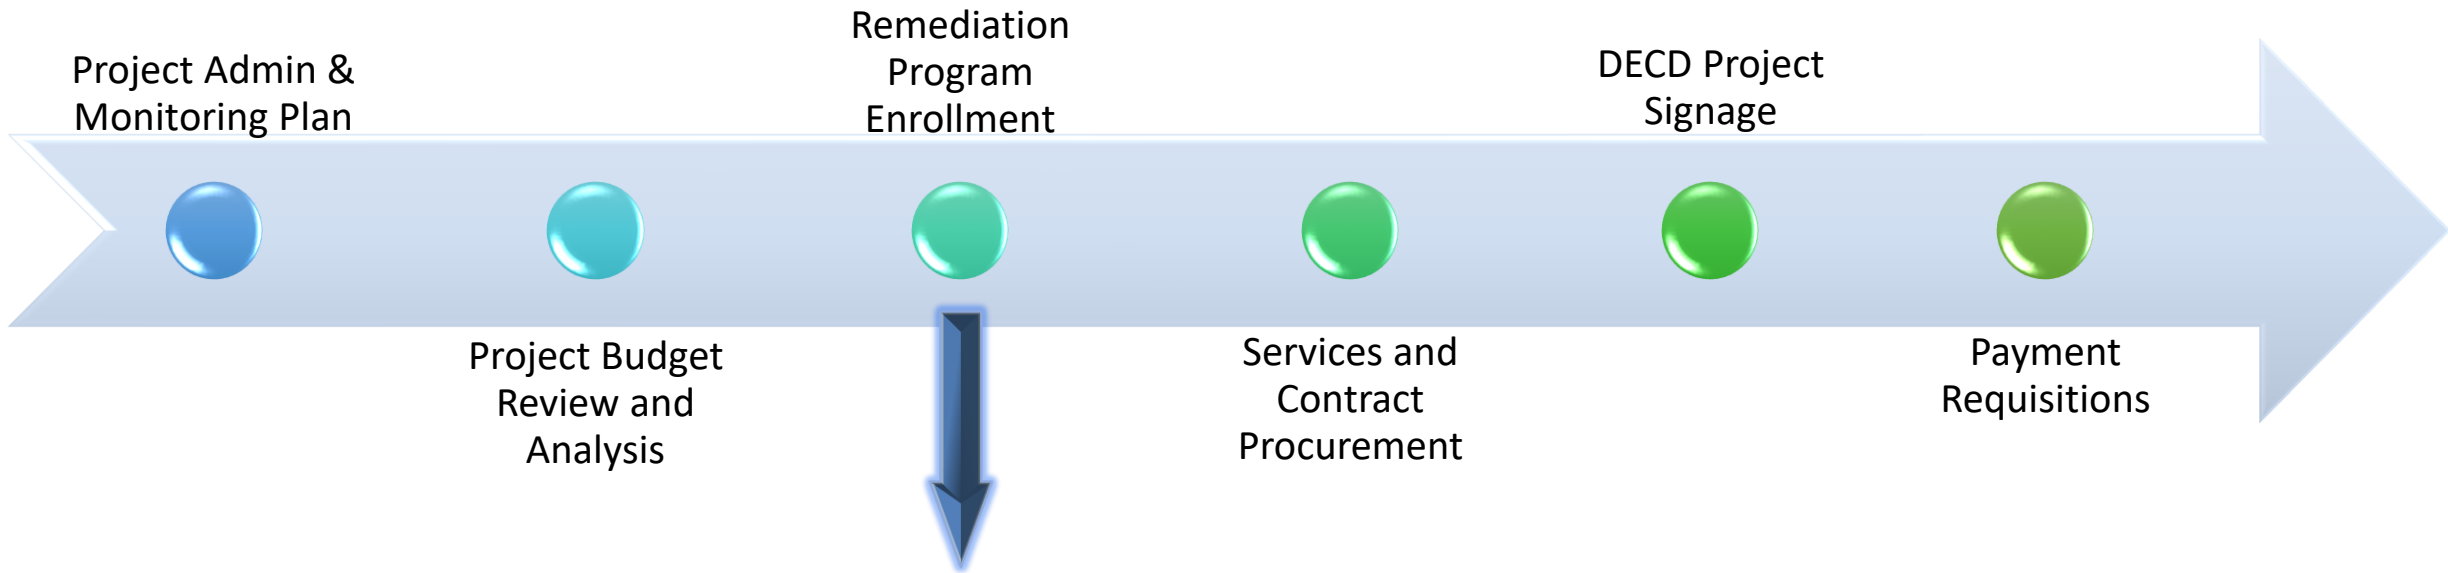 Project Admin &
Monitoring Plan
Project Budget
Review and
Analysis
Remediation
Program
Enrollment
Services and
Contract
Procurement
DECD Project
Signage
Payment
Requisitions